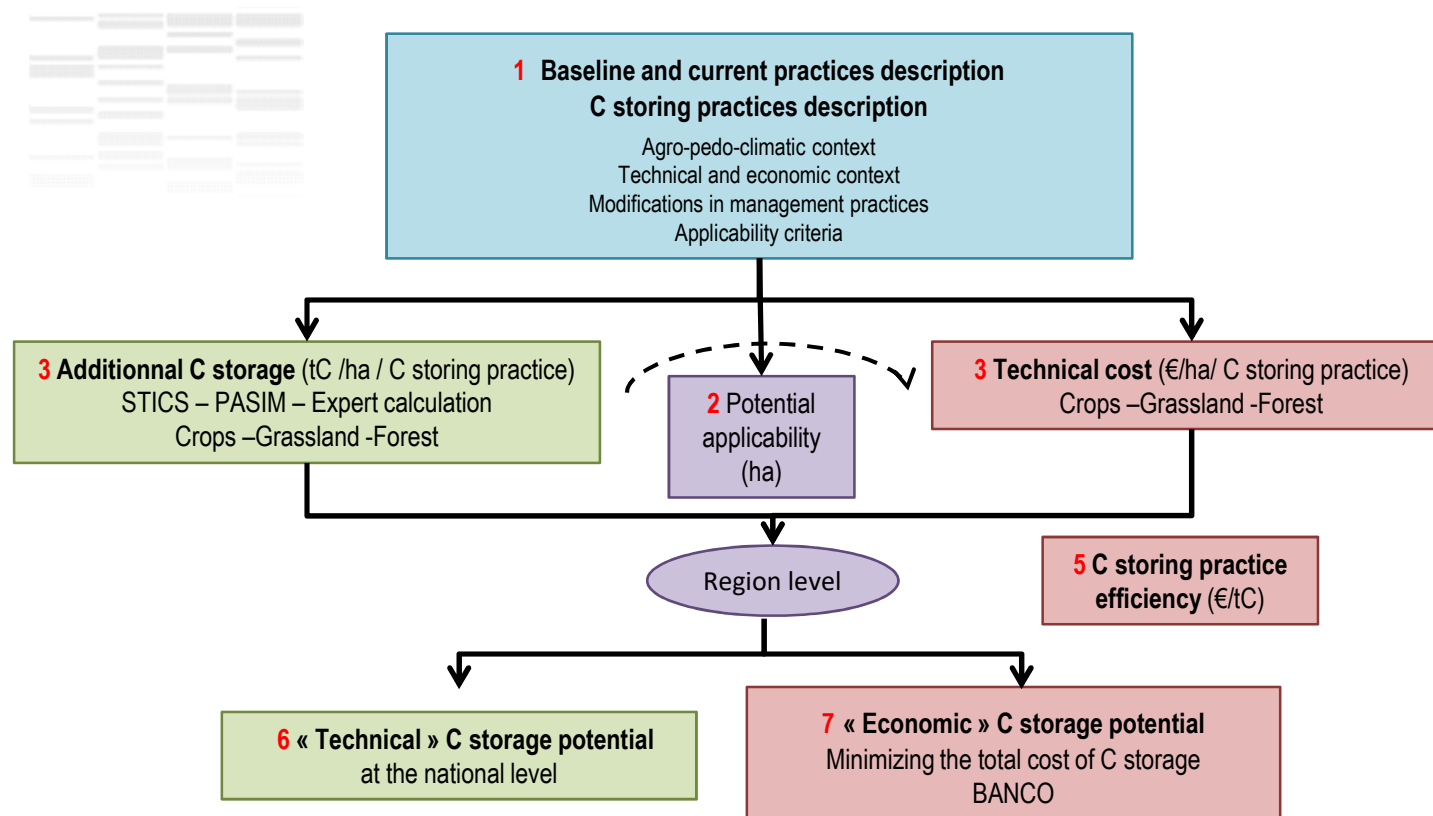 1 Baseline and current practices description
C storing practices description
Agro-pedo-climatic context
Technical and economic context
Modifications in management practices
Applicability criteria
3 Additionnal C storage (tC /ha / C storing practice)
STICS – PASIM – Expert calculation
Crops –Grassland -Forest
2 Potential
applicability
(ha)
3 Technical cost (€/ha/ C storing practice)
Crops –Grassland -Forest
Region level
5 C storing practice
efficiency (€/tC)
6 « Technical » C storage potential
at the national level
7 « Economic » C storage potential
Minimizing the total cost of C storage
BANCO